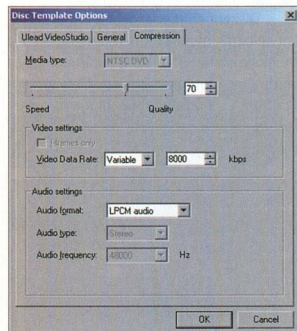 Disc Template Options
Ulead VideoStudio General Compression
Media type: NTSC DVD
70
Speed Quality
Video settings
I-frames only
Video Data Rate: Variable 8000 kbps
Audio settings
Audio format: LPCM audio
Audio type: Stereo
Audio frequency: 48000 Hz
OK Cancel